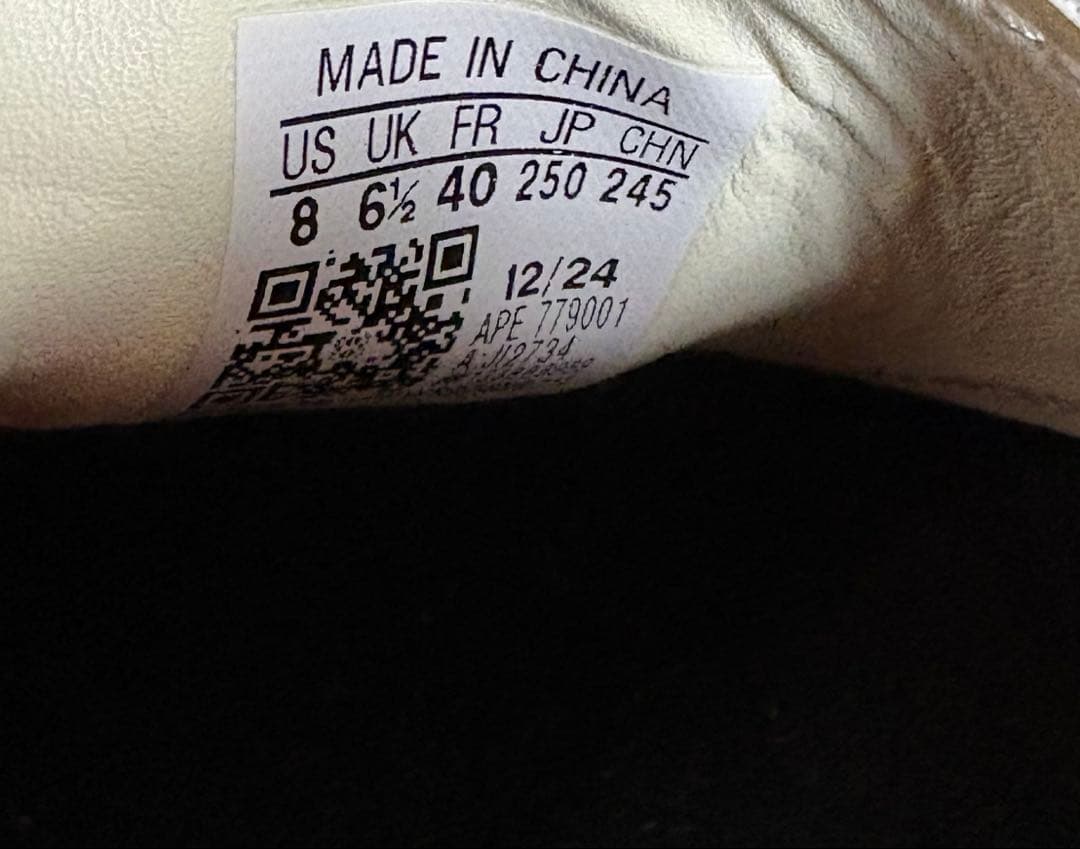 MADE IN CHINA
US UK FR JP CHN
8 6½ 40 250 245
12/24
APE 779001